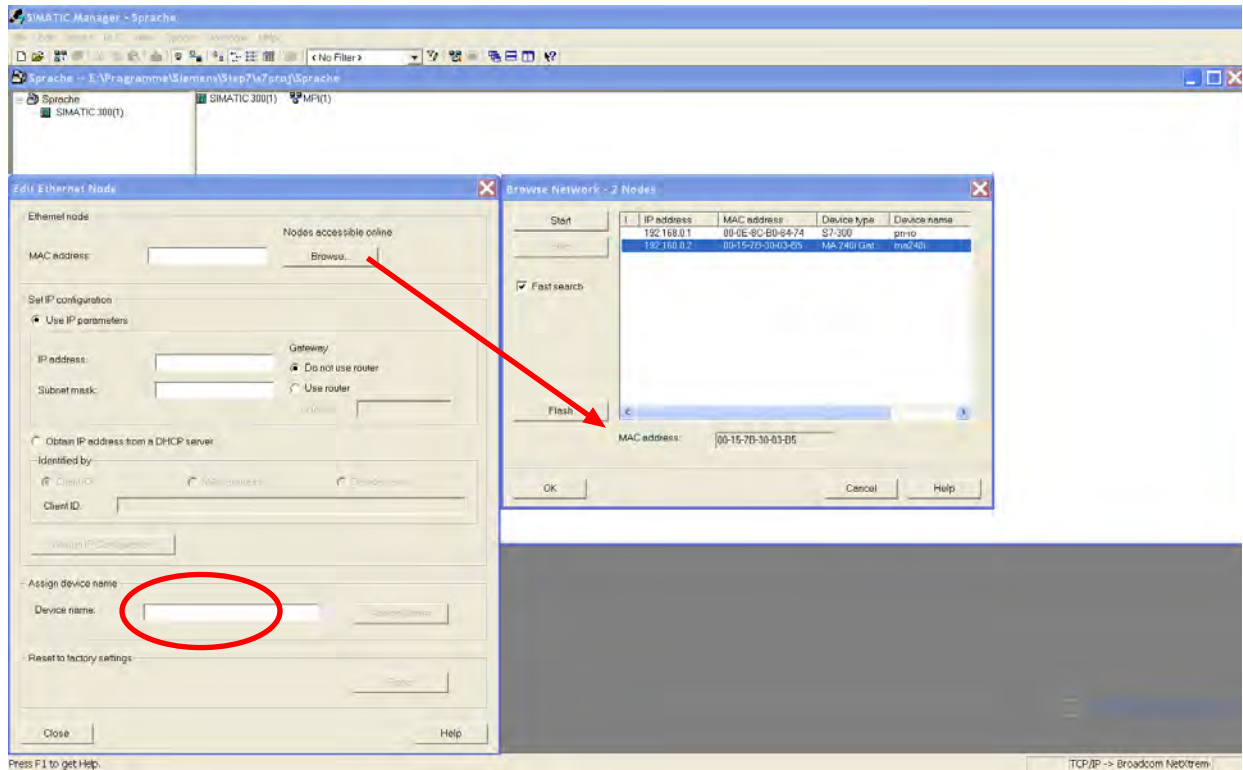 SIMATIC Manager - Sprache
<No Filter>
Sprache -- E:\Programme\Siemens\Step7\s7proj\Sprache
Sprache
SIMATIC 300(1)
SIMATIC 300(1) MPI(1)
Edit Ethernet Node
Ethernet node
Nodes accessible online
MAC address:
Browse...
Set IP configuration
Use IP parameters
IP address:
Subnet mask:
Gateway
Do not use router
Use router
Obtain IP address from a DHCP server
Identified by
Client ID
Client ID:
Assign device name
Device name:
Reset to factory settings
Close
Help
Browse Network - 2 Nodes
Start
Fast search
Flash
IP address MAC address Device type Device name
192.168.0.1 00-0E-8C-B0-64-74 S7-300 pn-io
192.168.0.2 00-15-7B-30-03-B5 MA 240i ma240i
MAC address: 00-15-7B-30-03-B5
OK
Cancel
Help
Press F1 to get Help.
TCP/IP -> Broadcom NetXtrem